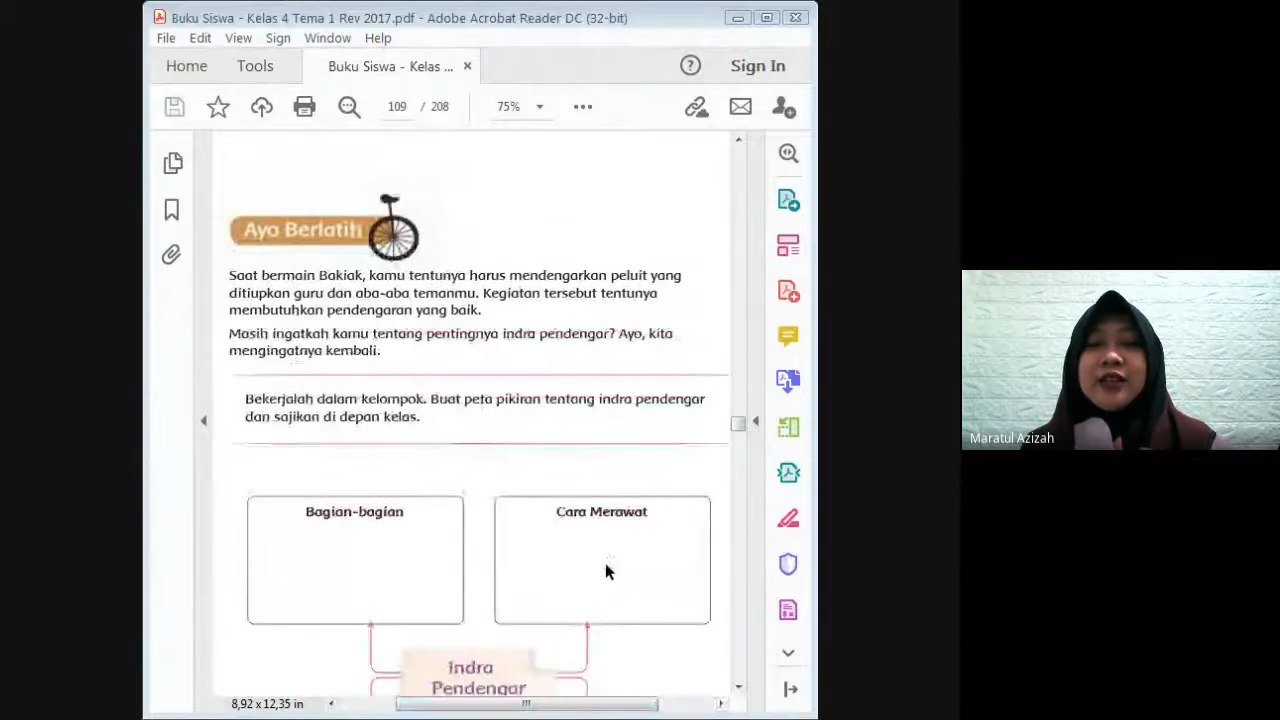 Buku Siswa - Kelas 4 Tema 1 Rev 2017.pdf - Adobe Acrobat Reader DC (32-bit)
File Edit View Sign Window Help
Home Tools Buku Siswa - Kelas ... × Sign In
109 / 208 75%
Ayo Berlatih
Saat bermain Bakiak, kamu tentunya harus mendengarkan peluit yang
ditiupkan guru dan aba-aba temanmu. Kegiatan tersebut tentunya
membutuhkan pendengaran yang baik.
Masih ingatkah kamu tentang pentingnya indra pendengar? Ayo, kita
mengingatnya kembali.
Bekerjalah dalam kelompok. Buat peta pikiran tentang indra pendengar
dan sajikan di depan kelas.
Bagian-bagian
Cara Merawat
Indra
Pendengar
8,92 x 12,35 in
Maratul Azizah